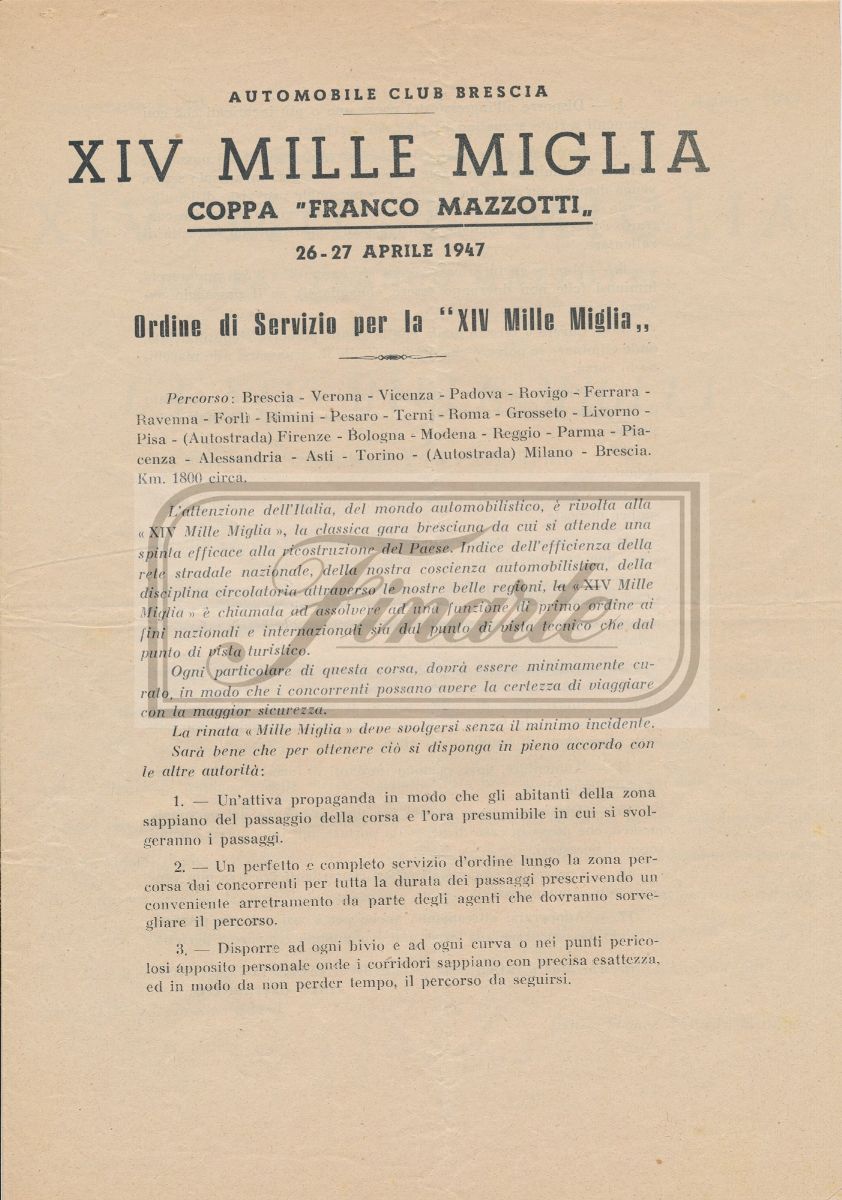 AUTOMOBILE CLUB BRESCIA
XIV MILLE MIGLIA
COPPA "FRANCO MAZZOTTI„
26-27 APRILE 1947
Ordine di Servizio per la "XIV Mille Miglia„
Percorso: Brescia - Verona - Vicenza - Padova - Rovigo - Ferrara -
Ravenna - Forlì - Rimini - Pesaro - Terni - Roma - Grosseto - Livorno -
Pisa - (Autostrada) Firenze - Bologna - Modena - Reggio - Parma - Pia-
cenza - Alessandria - Asti - Torino - (Autostrada) Milano - Brescia.
Km. 1800 circa.
L'attenzione dell'Italia, del mondo automobilistico, è rivolta alla
« XIV Mille Miglia », la classica gara bresciana da cui si attende una
spinta efficace alla ricostruzione del Paese. Indice dell'efficienza della
rete stradale nazionale, della nostra coscienza automobilistica, della
disciplina circolatoria attraverso le nostre belle regioni, la « XIV Mille
Miglia » è chiamata ad assolvere ad una funzione di primo ordine ai
fini nazionali e internazionali sia dal punto di vista tecnico che dal
punto di vista turistico.
Ogni particolare di questa corsa, dovrà essere minimamente cu-
rato, in modo che i concorrenti possano avere la certezza di viaggiare
con la maggior sicurezza.
La rinata « Mille Miglia » deve svolgersi senza il minimo incidente.
Sarà bene che per ottenere ciò si disponga in pieno accordo con
le altre autorità:
1. — Un'attiva propaganda in modo che gli abitanti della zona
sappiano del passaggio della corsa e l'ora presumibile in cui si svol-
geranno i passaggi.
2. — Un perfetto e completo servizio d'ordine lungo la zona per-
corsa dai concorrenti per tutta la durata dei passaggi prescrivendo un
conveniente arretramento da parte degli agenti che dovranno sorve-
gliare il percorso.
3. — Disporre ad ogni bivio e ad ogni curva o nei punti perico-
losi apposito personale onde i corridori sappiano con precisa esattezza,
ed in modo da non perder tempo, il percorso da seguirsi.
Finarte